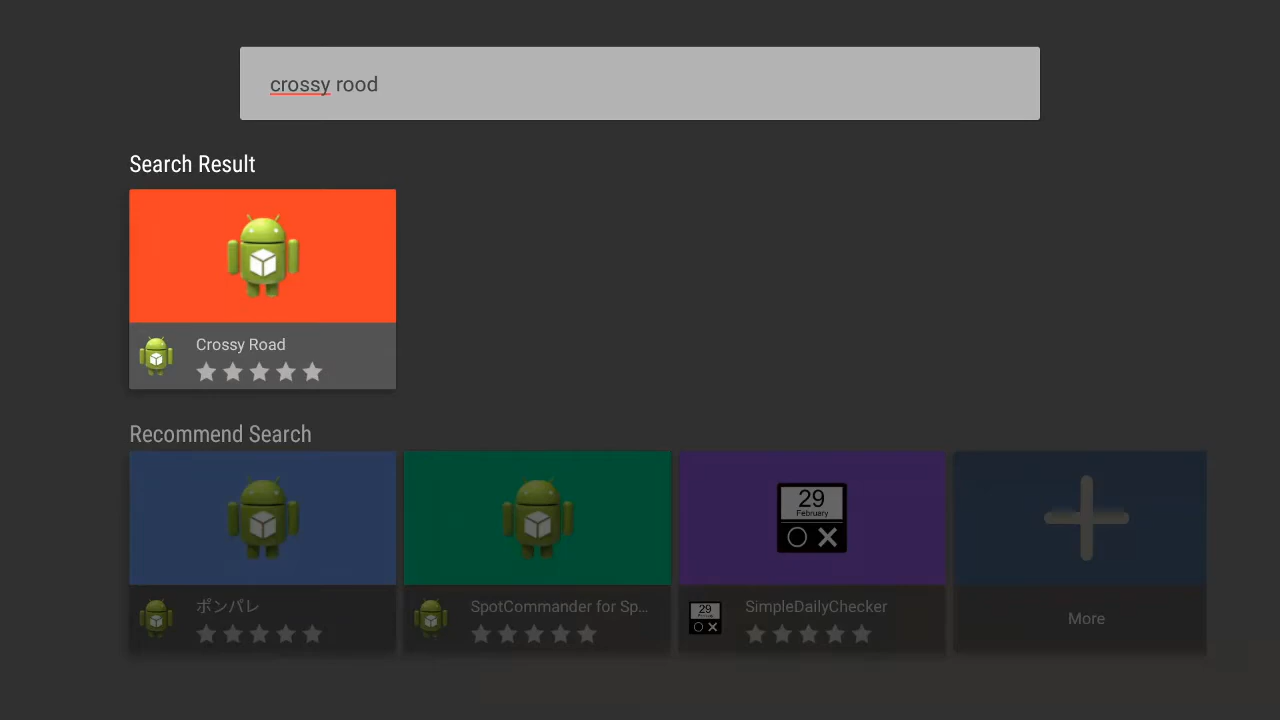 crossy rood
Search Result
Crossy Road
Recommend Search
29
February
ポンパレ
SpotCommander for Sp...
29
SimpleDailyChecker
More